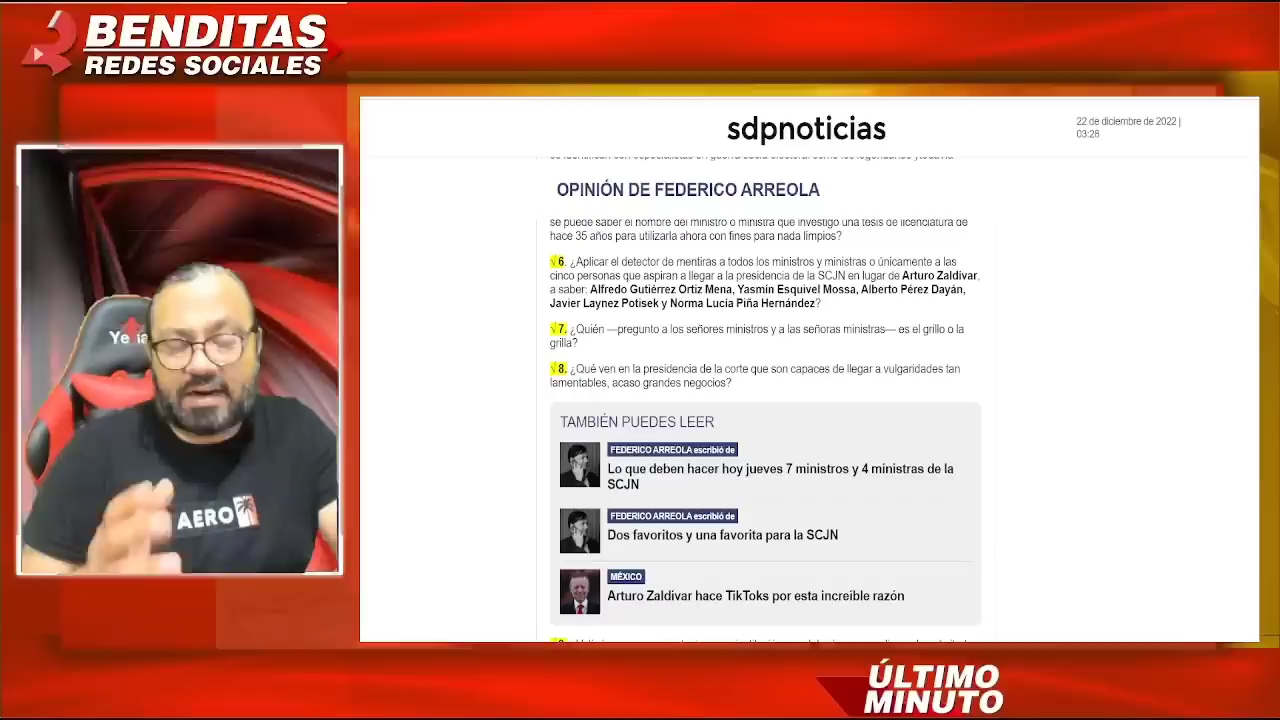 BENDITAS
REDES SOCIALES
sdpnoticias
22 de diciembre de 2022 |
03:28
OPINIÓN DE FEDERICO ARREOLA
se puede saber el nombre del ministro o ministra que investigó una tesis de licenciatura de
hace 35 años para utilizarla ahora con fines para nada limpios?
√6. ¿Aplicar el detector de mentiras a todos los ministros y ministras o únicamente a las
cinco personas que aspiran a llegar a la presidencia de la SCJN en lugar de Arturo Zaldívar,
a saber: Alfredo Gutiérrez Ortiz Mena, Yasmín Esquivel Mossa, Alberto Pérez Dayán,
Javier Laynez Potisek y Norma Lucía Piña Hernández?
√7. ¿Quién —pregunto a los señores ministros y a las señoras ministras— es el grillo o la
grilla?
√8. ¿Qué ven en la presidencia de la corte que son capaces de llegar a vulgaridades tan
lamentables, acaso grandes negocios?
TAMBIÉN PUEDES LEER
FEDERICO ARREOLA escribió de
Lo que deben hacer hoy jueves 7 ministros y 4 ministras de la
SCJN
FEDERICO ARREOLA escribió de
Dos favoritos y una favorita para la SCJN
MÉXICO
Arturo Zaldívar hace TikToks por esta increíble razón
AERO
ÚLTIMO
MINUTO